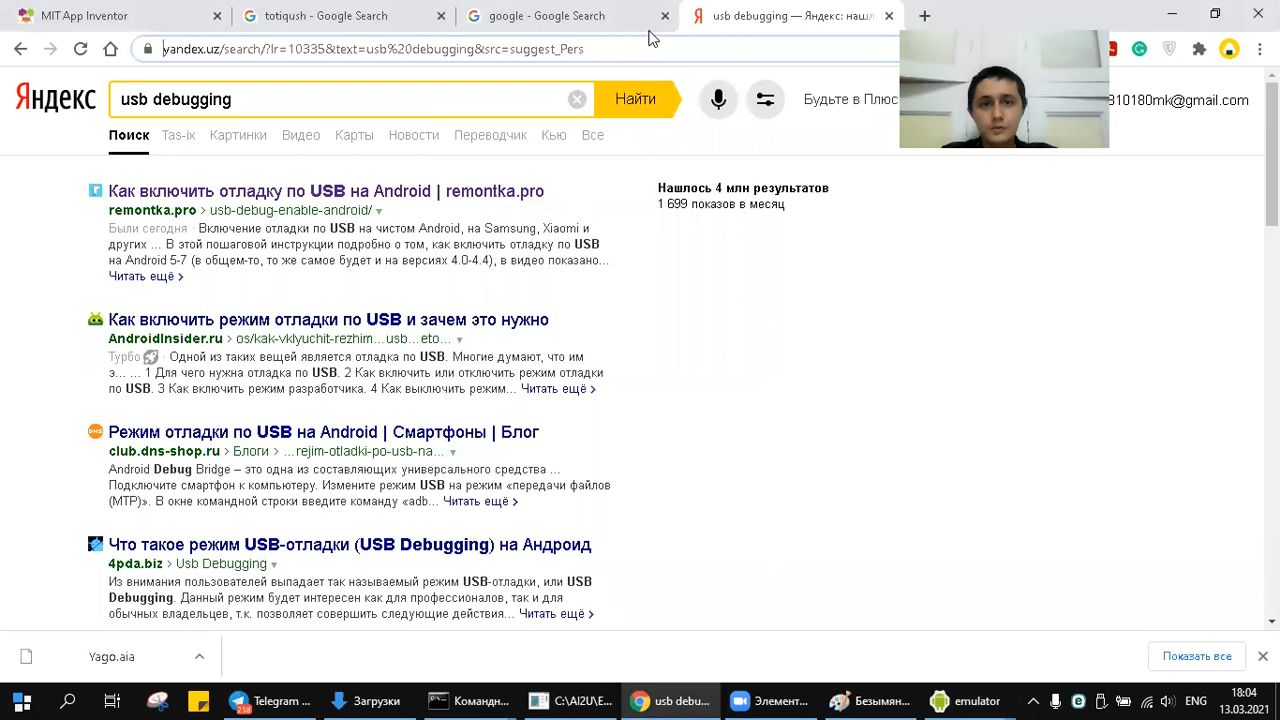 MIT App Inventor
totiqush - Google Search
google - Google Search
usb debugging — Яндекс: нашл
yandex.uz/search/?lr=10335&text=usb%20debugging&src=suggest_Pers
Яндекс
usb debugging
Найти
Будьте в Плюс
810180mk@gmail.com
Поиск
Tas-ix
Картинки
Видео
Карты
Новости
Переводчик
Кью
Все
Как включить отладку по USB на Android | remontka.pro
remontka.pro › usb-debug-enable-android/
Были сегодня · Включение отладки по USB на чистом Android, на Samsung, Xiaomi и
других ... В этой пошаговой инструкции подробно о том, как включить отладку по USB
на Android 5-7 (в общем-то, то же самое будет и на версиях 4.0-4.4), в видео показано...
Читать ещё ›
Нашлось 4 млн результатов
1 699 показов в месяц
Как включить режим отладки по USB и зачем это нужно
AndroidInsider.ru › os/kak-vklyuchit-rezhim...usb...eto...
Турбо · Одной из таких вещей является отладка по USB. Многие думают, что им
э... ... 1 Для чего нужна отладка по USB. 2 Как включить или отключить режим отладки
по USB. 3 Как включить режим разработчика. 4 Как выключить режим... Читать ещё ›
DNS
Режим отладки по USB на Android | Смартфоны | Блог
club.dns-shop.ru › Блоги › ...rejim-otladki-po-usb-na...
Android Debug Bridge – это одна из составляющих универсального средства ...
Подключите смартфон к компьютеру. Измените режим USB на режим «передачи файлов
(MTP)». В окне командной строки введите команду «adb... Читать ещё ›
Что такое режим USB-отладки (USB Debugging) на Андроид
4pda.biz › Usb Debugging
Из внимания пользователей выпадает так называемый режим USB-отладки, или USB
Debugging. Данный режим будет интересен как для профессионалов, так и для
обычных владельцев, т.к. позволяет совершить следующие действия... Читать ещё ›
Yago.aia
Показать все
258
Telegram ...
Загрузки
Командн...
C:\AI2U\E...
usb debu...
Элемент...
Безымян...
emulator
ENG
18:04
13.03.2021